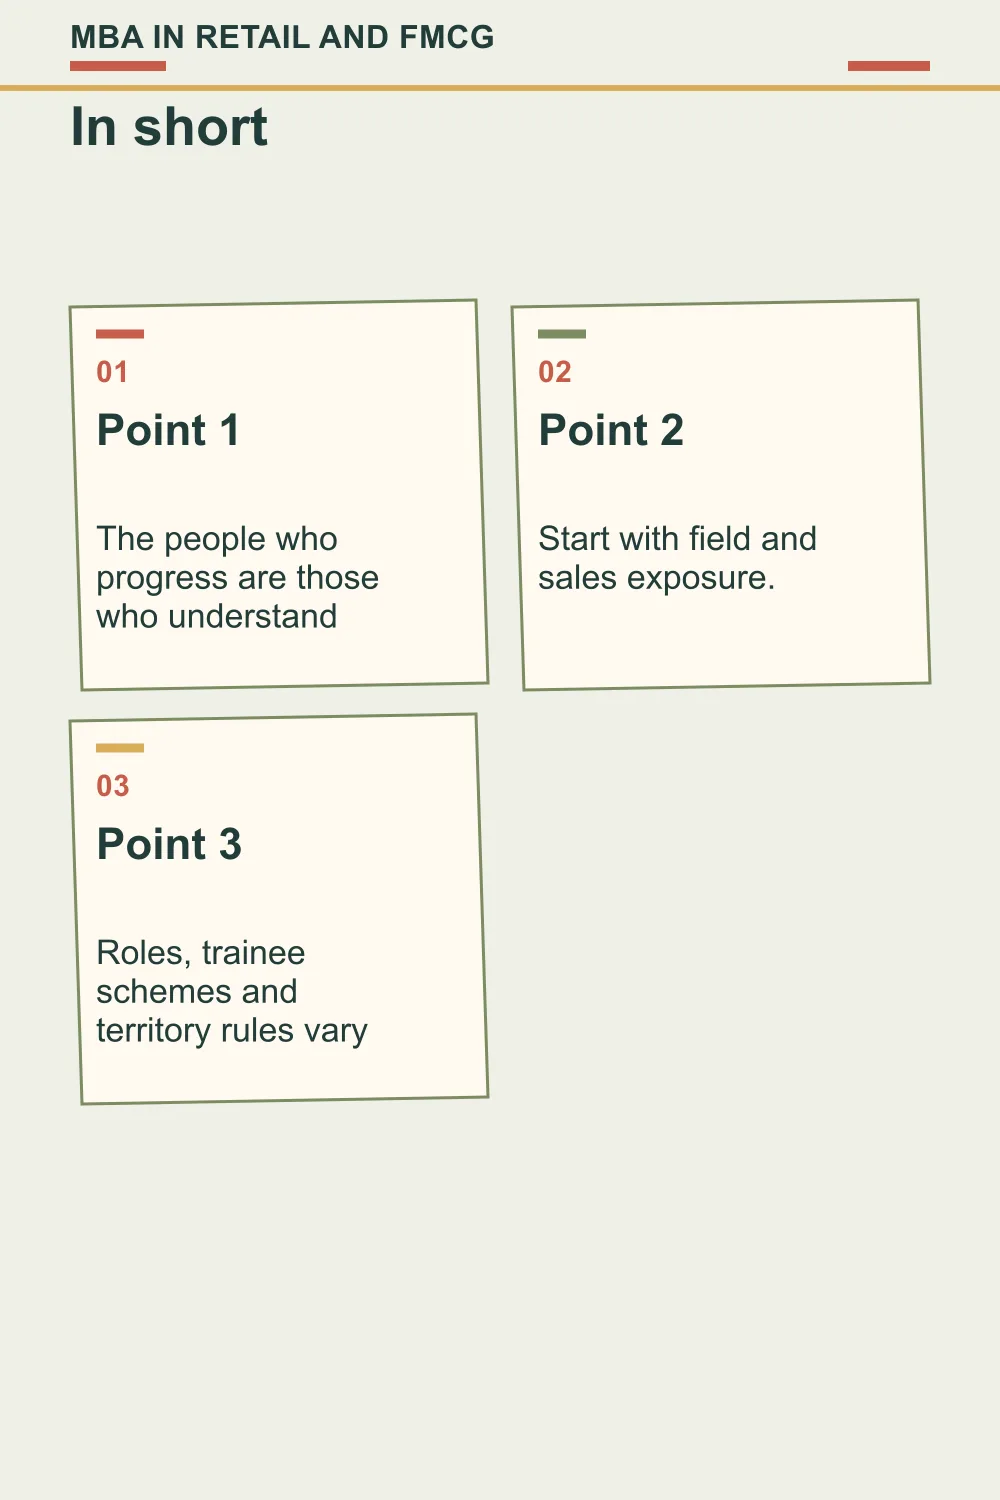 MBA IN RETAIL AND FMCG
In short
01
Point 1
The people who
progress are those
who understand
02
Point 2
Start with field and
sales exposure.
03
Point 3
Roles, trainee
schemes and
territory rules vary